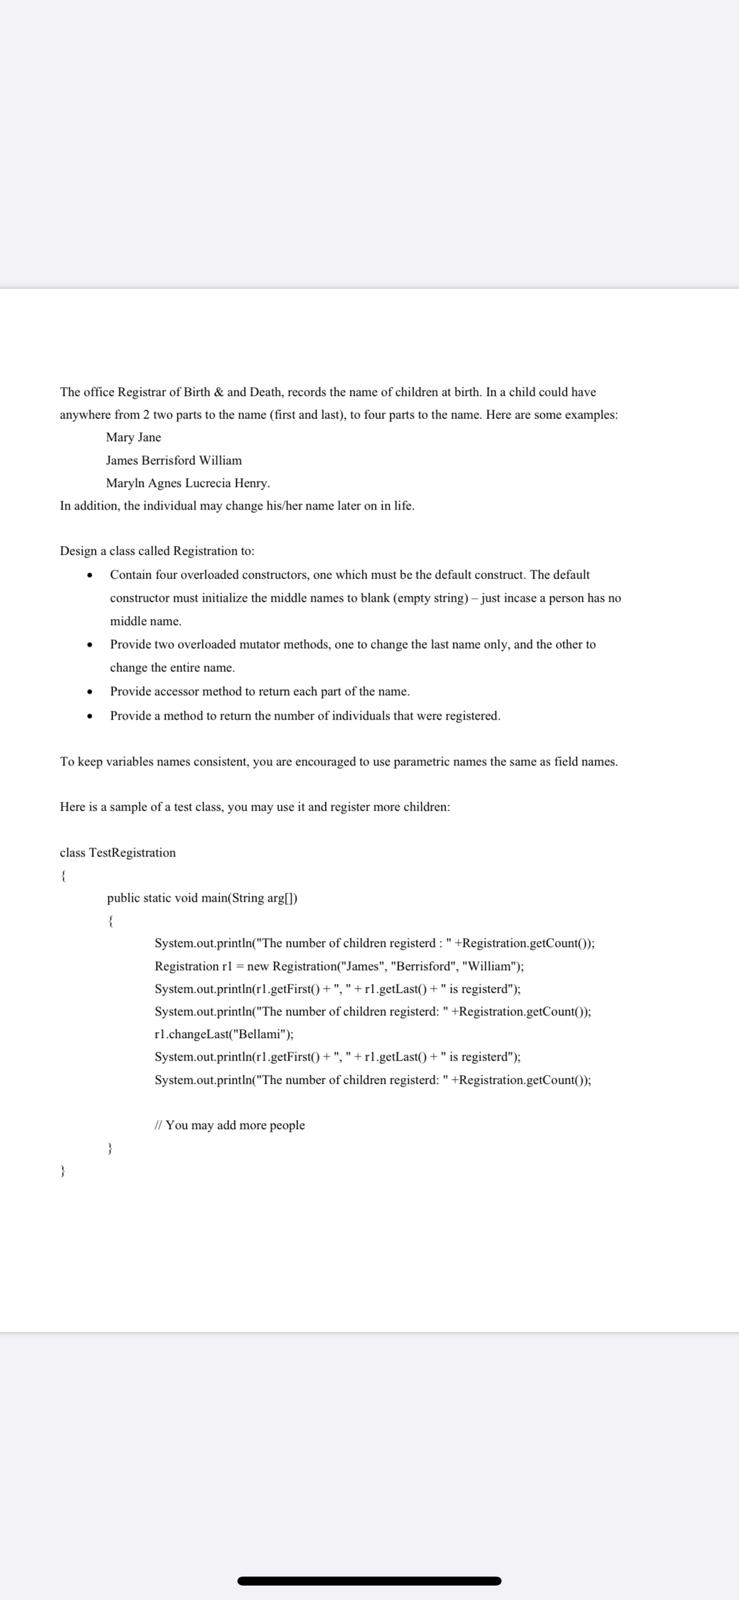 The office Registrar of Birth & and Death, records the name of children at birth. In a child could have
anywhere from 2 two parts to the name (first and last), to four parts to the name. Here are some examples:
Mary Jane
James Berrisford William
Maryln Agnes Lucrecia Henry.
In addition, the individual may change his/her name later on in life.
Design a class called Registration to:
• Contain four overloaded constructors, one which must be the default construct. The default
constructor must initialize the middle names to blank (empty string) – just incase a person has no
middle name.
• Provide two overloaded mutator methods, one to change the last name only, and the other to
change the entire name.
• Provide accessor method to return each part of the name.
• Provide a method to return the number of individuals that were registered.
To keep variables names consistent, you are encouraged to use parametric names the same as field names.
Here is a sample of a test class, you may use it and register more children:
class TestRegistration
{
public static void main(String arg[])
{
System.out.println("The number of children registerd : " +Registration.getCount());
Registration r1 = new Registration("James", "Berrisford", "William");
System.out.println(r1.getFirst() + ", " + r1.getLast() + " is registerd");
System.out.println("The number of children registerd: " +Registration.getCount());
r1.changeLast("Bellami");
System.out.println(r1.getFirst() + ", " + r1.getLast() + " is registerd");
System.out.println("The number of children registerd: " +Registration.getCount());
// You may add more people
}
}